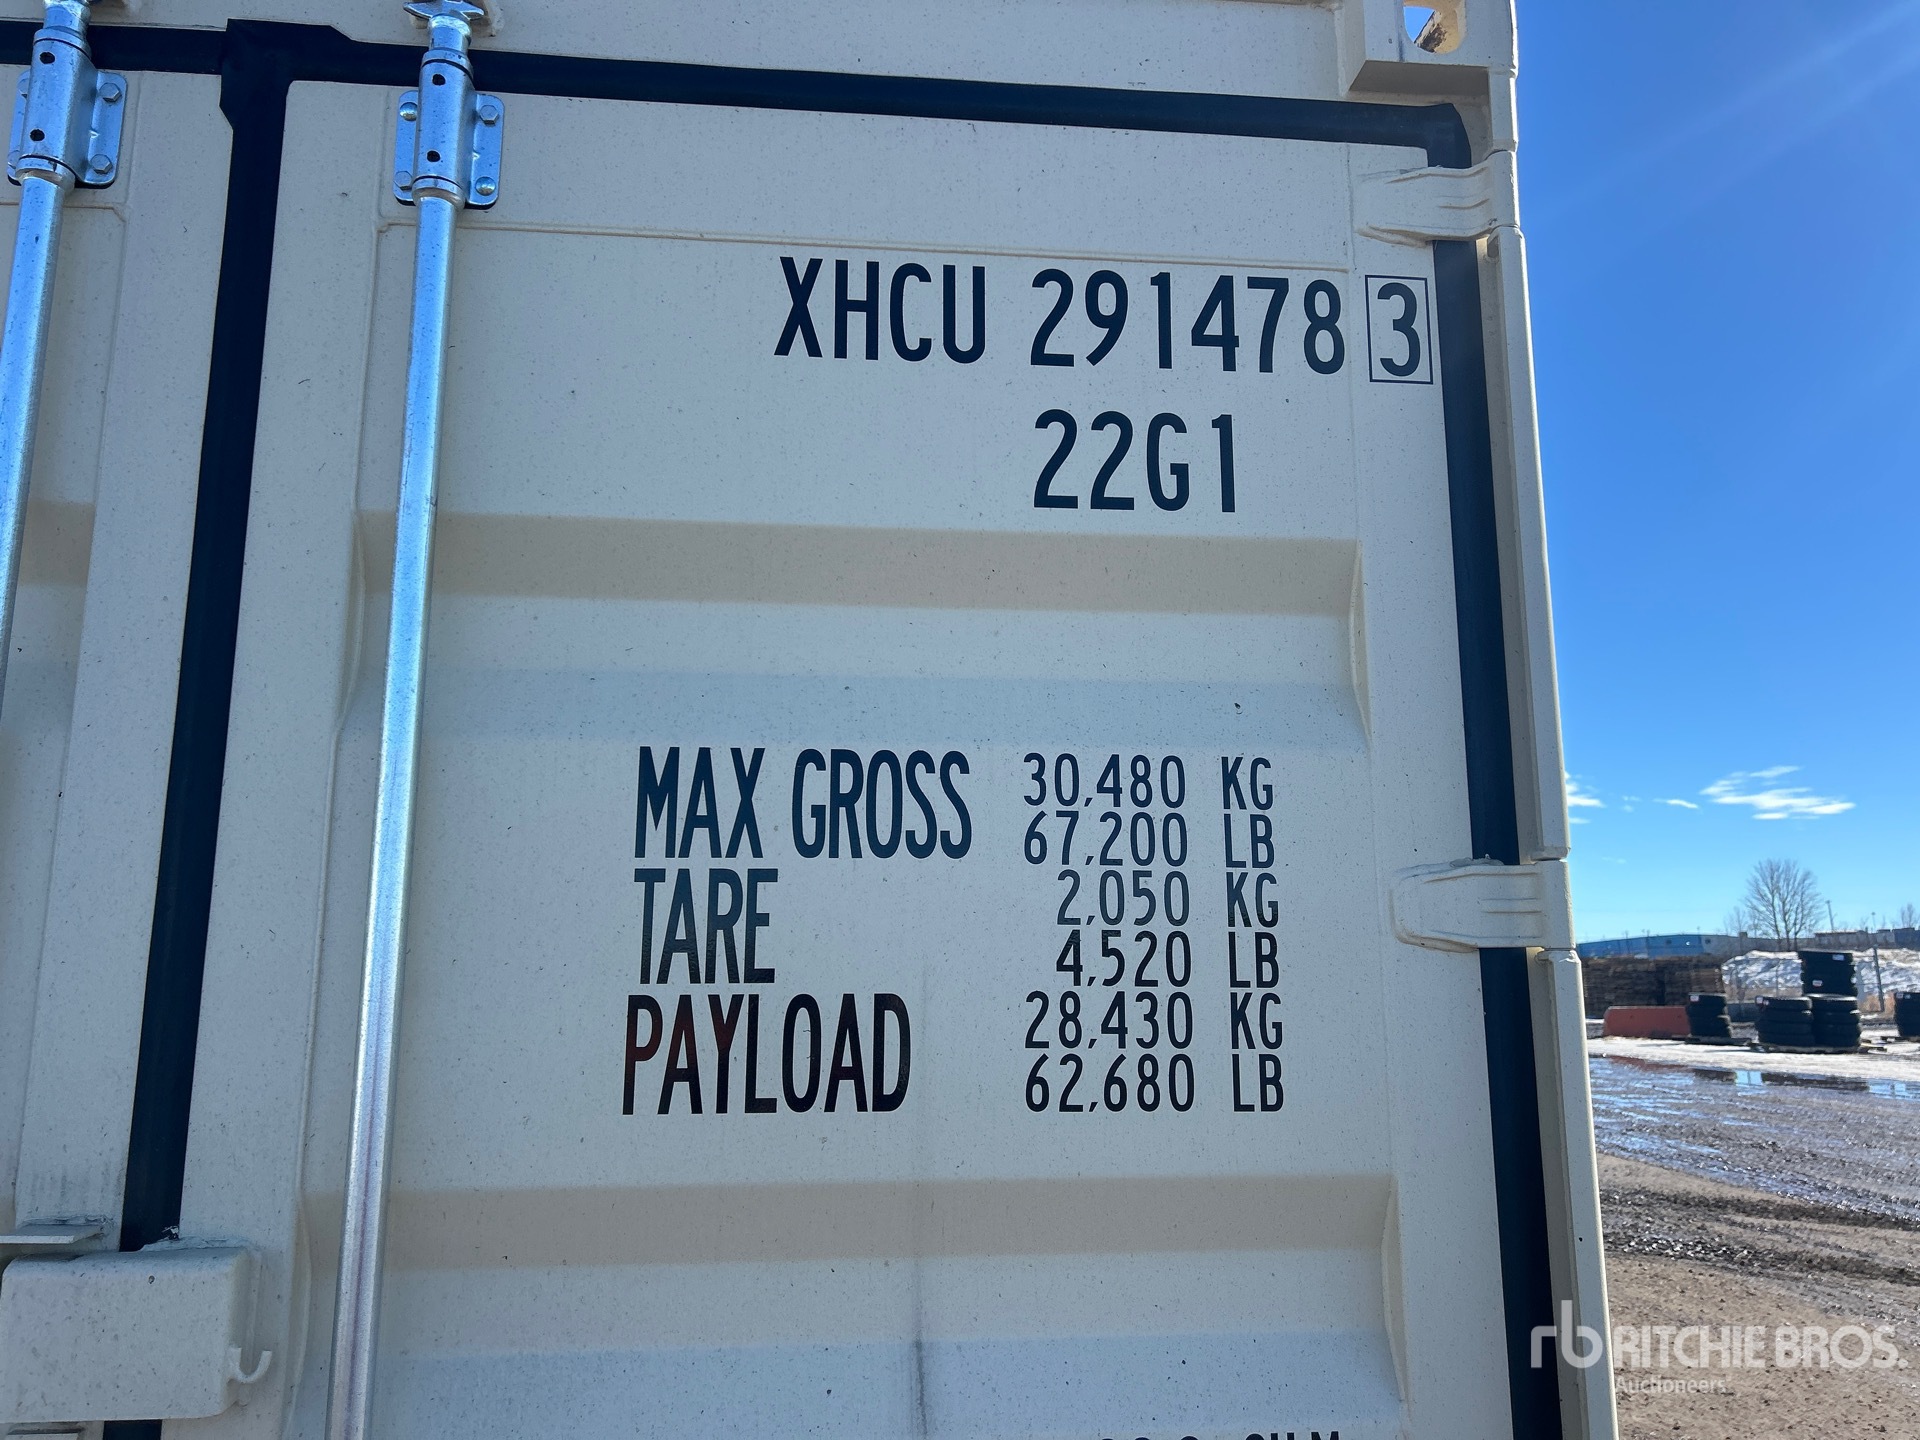 XHCU 291478 3
22G1
MAX GROSS 30,480 KG
67,200 LB
TARE 2,050 KG
4,520 LB
PAYLOAD 28,430 KG
62,680 LB
rb RITCHIE BROS.
Auctioneers